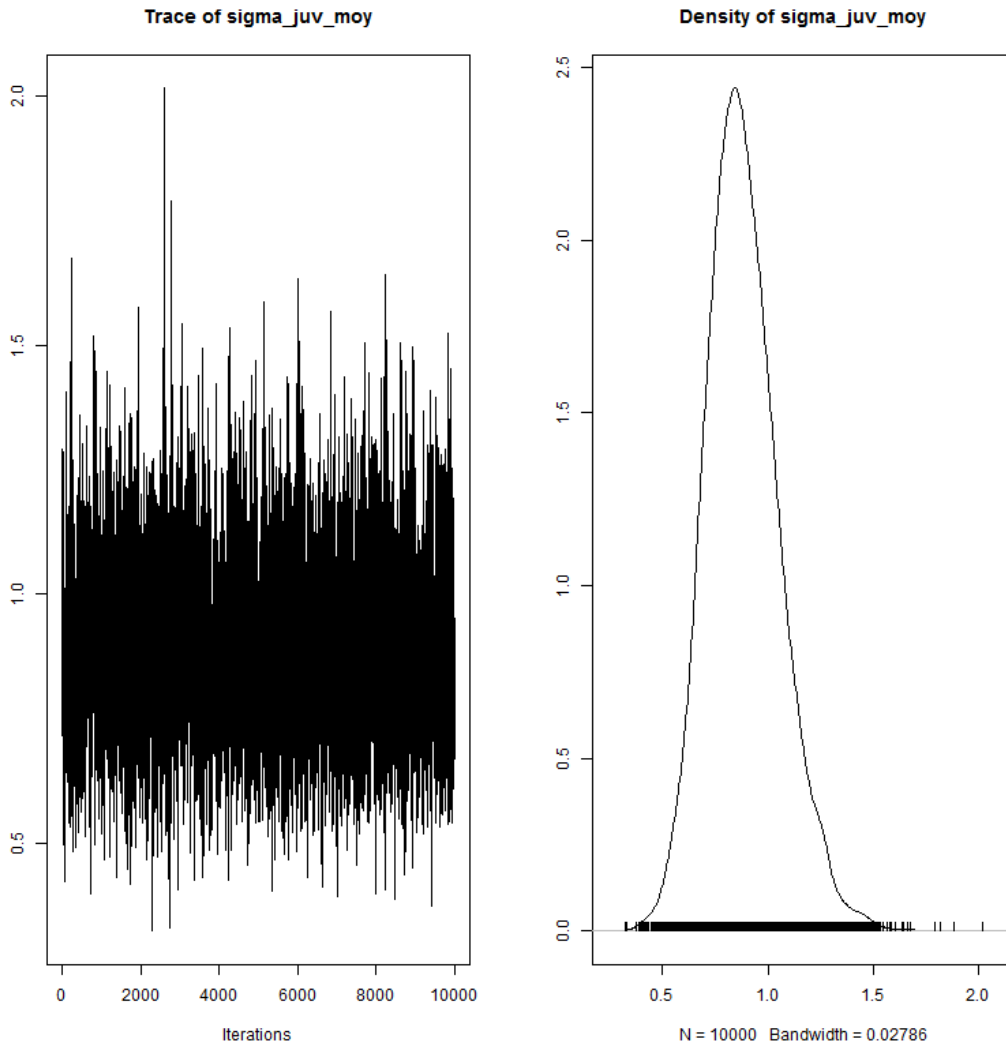 Trace of sigma_juv_moy
2.0
1.5
1.0
0.5
0 2000 4000 6000 8000 10000
Iterations
Density of sigma_juv_moy
2.5
2.0
1.5
1.0
0.5
0.0
0.5 1.0 1.5 2.0
N = 10000 Bandwidth = 0.02786